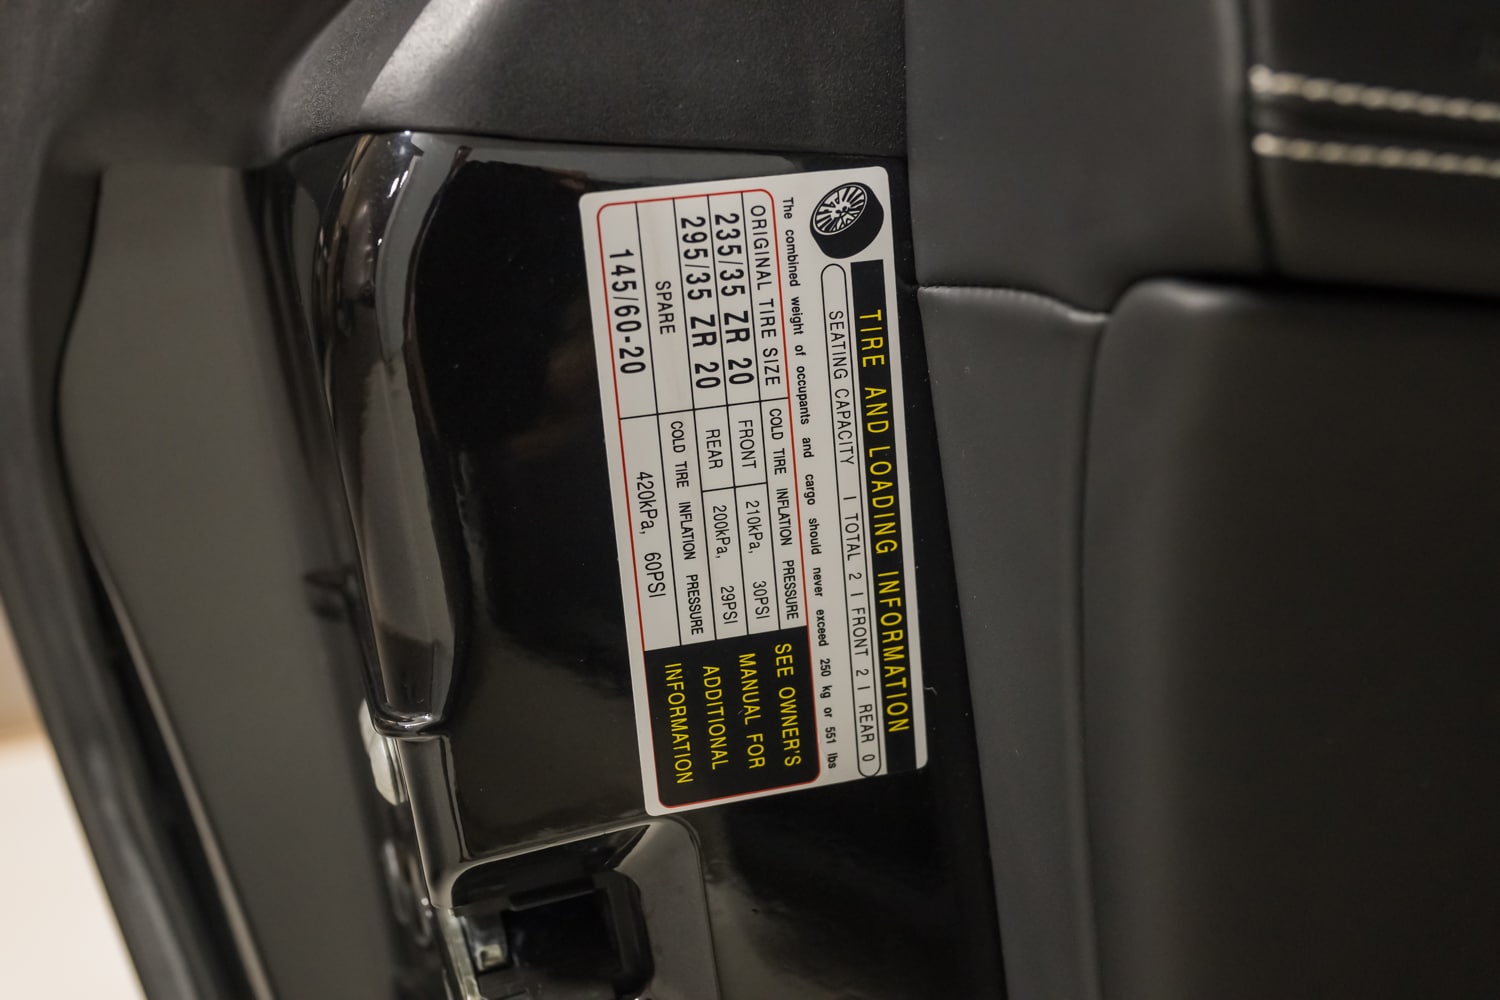 TIRE AND LOADING INFORMATION
SEATING CAPACITY | TOTAL 2 | FRONT 2 | REAR 0
The combined weight of occupants and cargo should never exceed 250 kg or 551 lbs
ORIGINAL TIRE SIZE COLD TIRE INFLATION PRESSURE
235/35 ZR 20 FRONT 210kPa, 30PSI
295/35 ZR 20 REAR 200kPa, 29PSI
SPARE COLD TIRE INFLATION PRESSURE
145/60-20 420kPa, 60PSI
SEE OWNER'S
MANUAL FOR
ADDITIONAL
INFORMATION